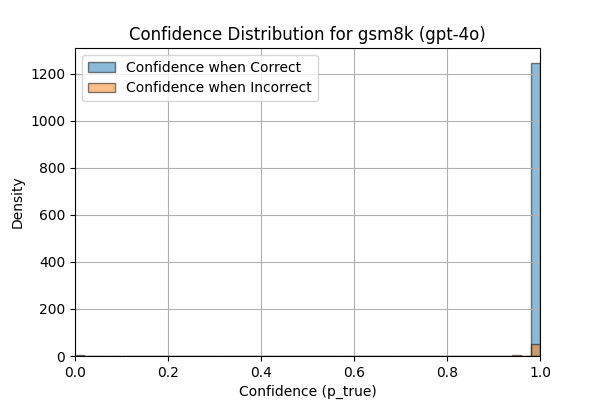 Confidence Distribution for gsm8k (gpt-4o)
Confidence when Correct
Confidence when Incorrect
Density
1200
1000
800
600
400
200
0
0.0 0.2 0.4 0.6 0.8 1.0
Confidence (p_true)